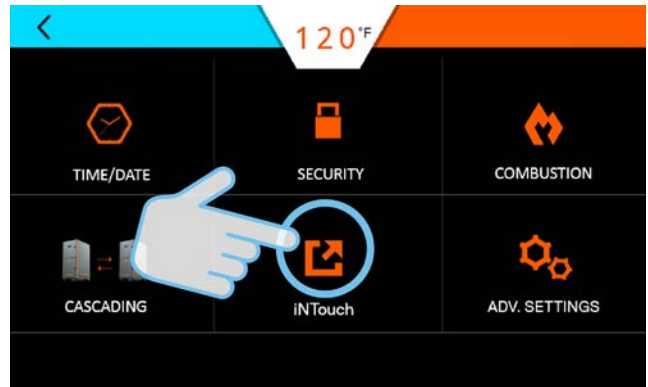 120°F
TIME/DATE
SECURITY
COMBUSTION
CASCADING
iNTouch
ADV. SETTINGS